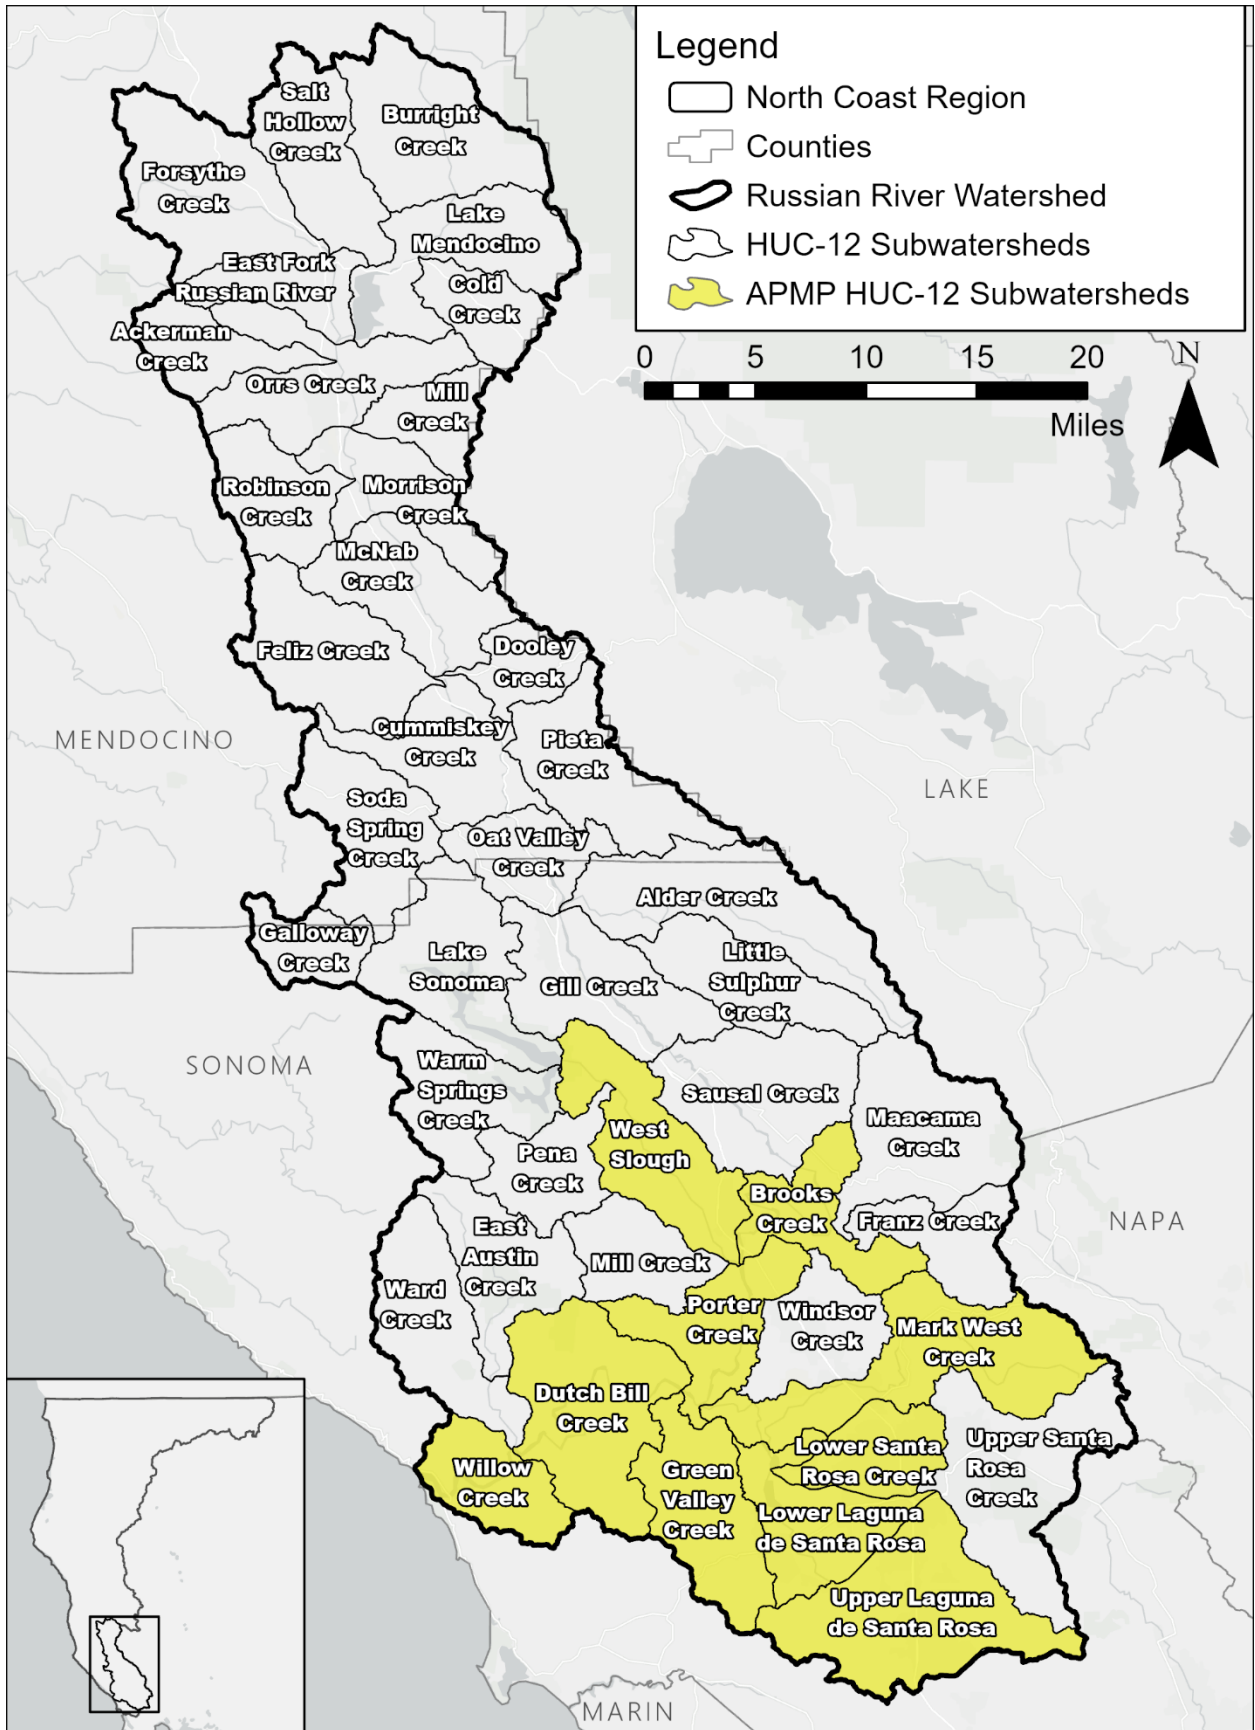 Legend
North Coast Region
Counties
Russian River Watershed
HUC-12 Subwatersheds
APMP HUC-12 Subwatersheds
0 5 10 15 20
Miles
N
Salt
Hollow
Creek
Burright
Creek
Forsythe
Creek
Lake
Mendocino
East Fork
Russian River
Cold
Creek
Ackerman
Creek
Orrs Creek
Mill
Creek
Robinson
Creek
Morrison
Creek
McNab
Creek
Feliz Creek
Dooley
Creek
MENDOCINO
Cummiskey
Creek
Pieta
Creek
LAKE
Soda
Spring
Creek
Oat Valley
Creek
Alder Creek
Galloway
Creek
Lake
Sonoma
Gill Creek
Little
Sulphur
Creek
SONOMA
Warm
Springs
Creek
Sausal Creek
Maacama
Creek
West
Slough
Pena
Creek
Brooks
Creek
Franz Creek
NAPA
East
Austin
Creek
Mill Creek
Ward
Creek
Porter
Creek
Windsor
Creek
Mark West
Creek
Dutch Bill
Creek
Willow
Creek
Green
Valley
Creek
Lower Santa
Rosa Creek
Upper Santa
Rosa
Creek
Lower Laguna
de Santa Rosa
Upper Laguna
de Santa Rosa
MARIN